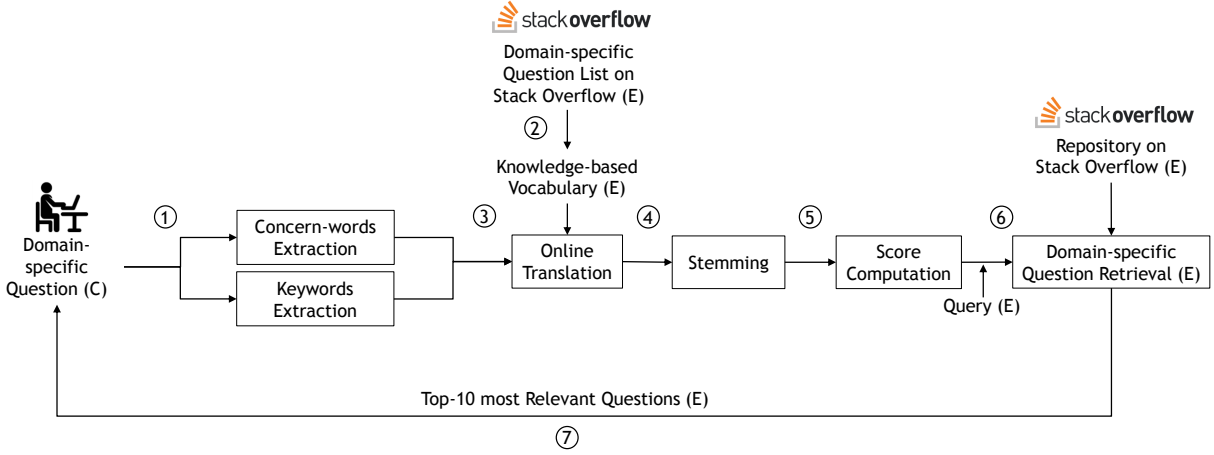 stackoverflow
Domain-specific
Question List on
Stack Overflow (E)
②
Knowledge-based
Vocabulary (E)
stackoverflow
Repository on
Stack Overflow (E)
Domain-
specific
Question (C)
①
Concern-words
Extraction
Keywords
Extraction
③
Online
Translation
④
Stemming
⑤
Score
Computation
⑥
Query (E)
Domain-specific
Question Retrieval (E)
Top-10 most Relevant Questions (E)
⑦